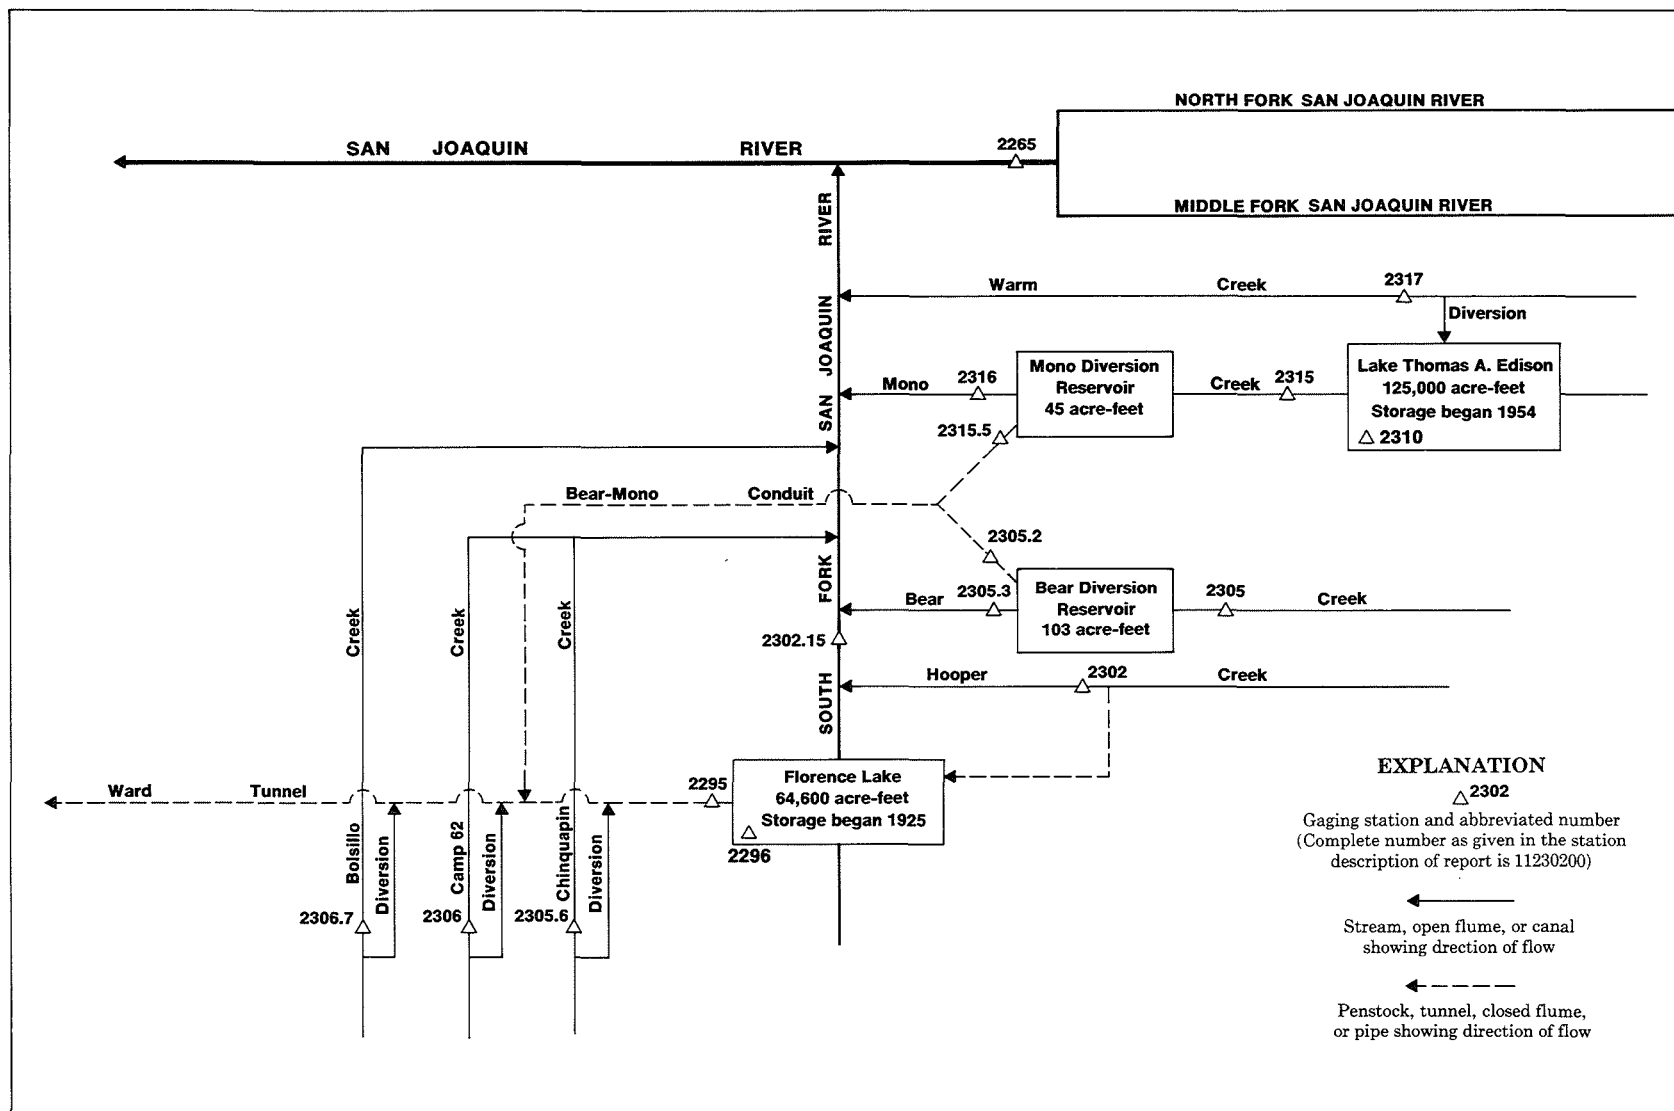 NORTH FORK SAN JOAQUIN RIVER
SAN JOAQUIN RIVER
2265
MIDDLE FORK SAN JOAQUIN RIVER
SOUTH FORK SAN JOAQUIN RIVER
Warm Creek
2317
Diversion
Mono Creek
2316
Mono Diversion
Reservoir
45 acre-feet
2315
Lake Thomas A. Edison
125,000 acre-feet
Storage began 1954
2310
2315.5
Bear-Mono Conduit
2305.2
Bear Creek
2305.3
Bear Diversion
Reservoir
103 acre-feet
2305
2302.15
Hooper Creek
2302
Florence Lake
64,600 acre-feet
Storage began 1925
2296
2295
Ward Tunnel
Bolsillo Creek
Diversion
2306.7
Camp 62 Creek
Diversion
2306
Chinquapin Creek
Diversion
2305.6
EXPLANATION
2302
Gaging station and abbreviated number
(Complete number as given in the station
description of report is 11230200)
Stream, open flume, or canal
showing direction of flow
Penstock, tunnel, closed flume,
or pipe showing direction of flow